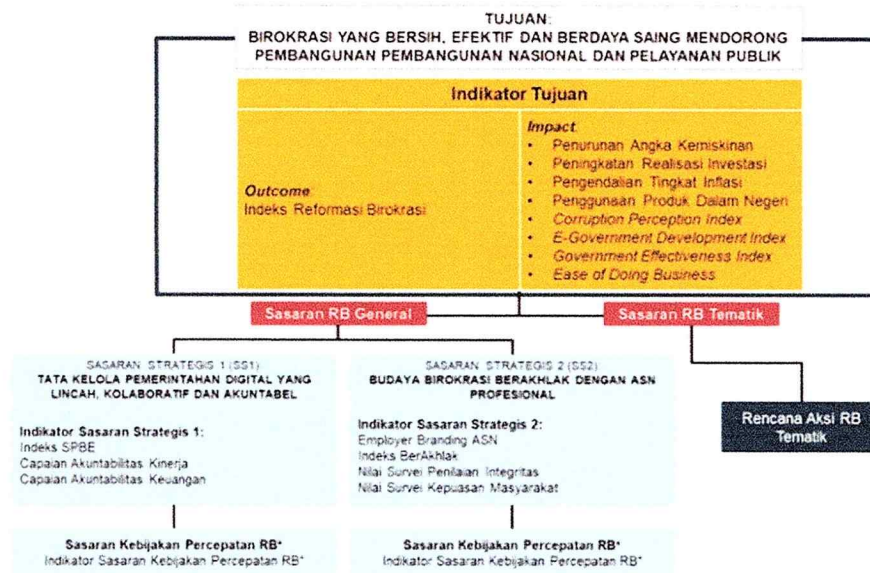 TUJUAN:
BIROKRASI YANG BERSIH, EFEKTIF DAN BERDAYA SAING MENDORONG
PEMBANGUNAN PEMBANGUNAN NASIONAL DAN PELAYANAN PUBLIK
Indikator Tujuan
Outcome:
Indeks Reformasi Birokrasi
Impact:
• Penurunan Angka Kemiskinan
• Peningkatan Realisasi Investasi
• Pengendalian Tingkat Inflasi
• Penggunaan Produk Dalam Negeri
• Corruption Perception Index
• E-Government Development Index
• Government Effectiveness Index
• Ease of Doing Business
Sasaran RB General
Sasaran RB Tematik
SASARAN STRATEGIS 1 (SS1)
TATA KELOLA PEMERINTAHAN DIGITAL YANG
LINCAH, KOLABORATIF DAN AKUNTABEL
Indikator Sasaran Strategis 1:
Indeks SPBE
Capaian Akuntabilitas Kinerja
Capaian Akuntabilitas Keuangan
SASARAN STRATEGIS 2 (SS2)
BUDAYA BIROKRASI BERAKHLAK DENGAN ASN
PROFESIONAL
Indikator Sasaran Strategis 2:
Employer Branding ASN
Indeks BerAkhlak
Nilai Survei Penilaian Integritas
Nilai Survei Kepuasan Masyarakat
Rencana Aksi RB
Tematik
Sasaran Kebijakan Percepatan RB*
Indikator Sasaran Kebijakan Percepatan RB*
Sasaran Kebijakan Percepatan RB*
Indikator Sasaran Kebijakan Percepatan RB*